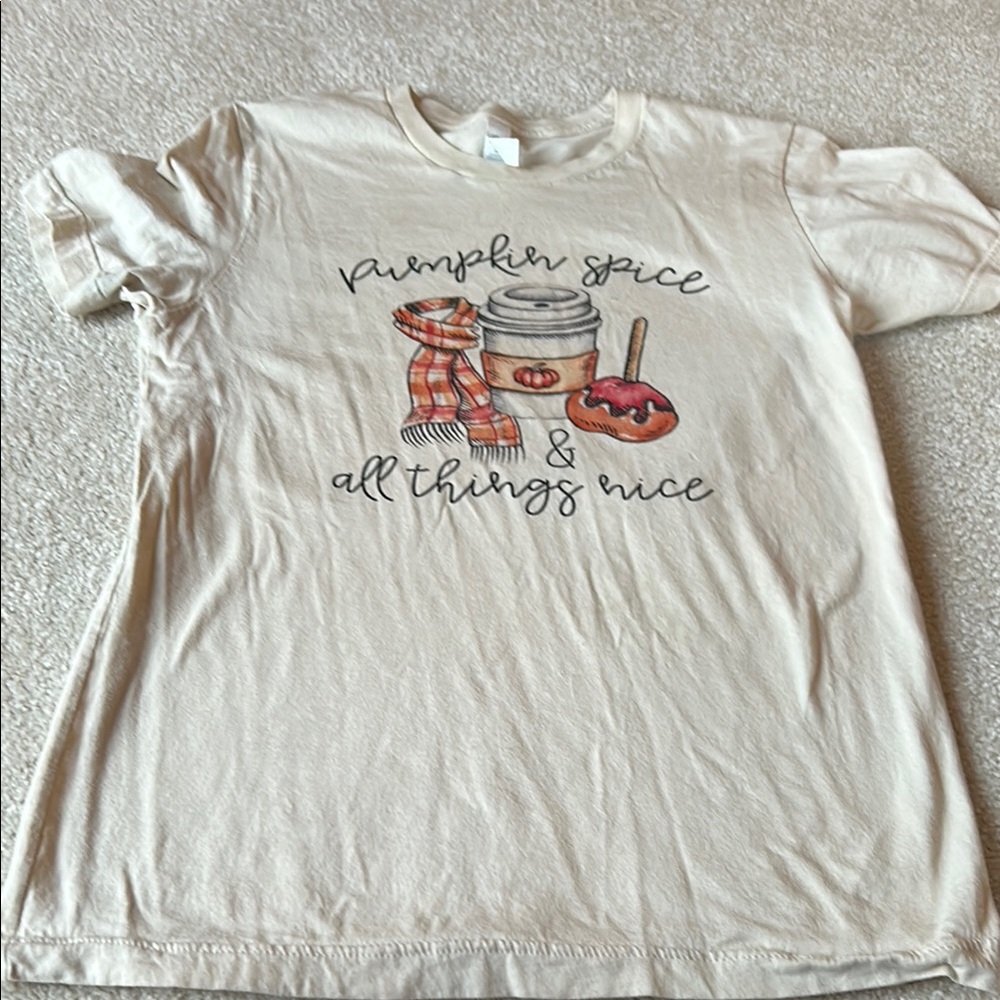 pumpkin spice
&
all things nice